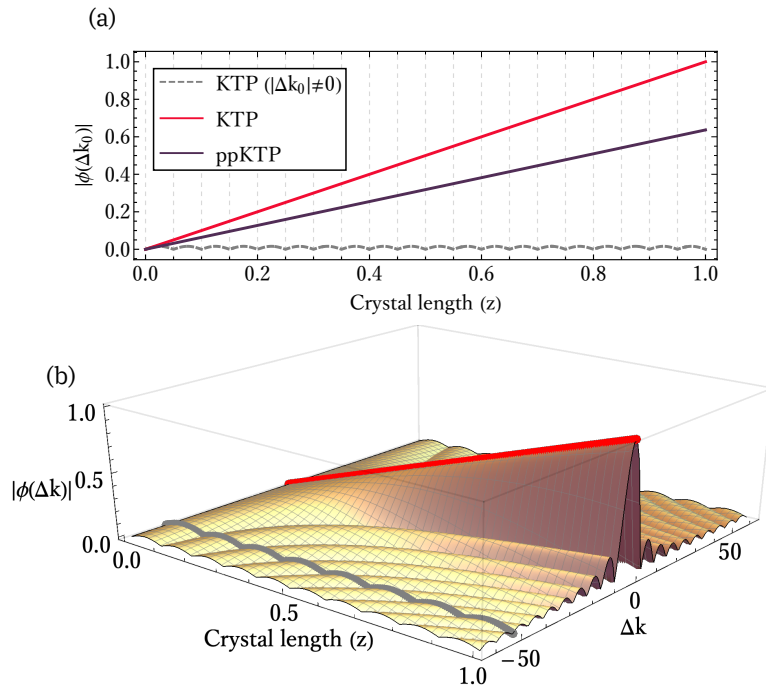 (a)
1.0
0.8
0.6
0.4
0.2
0.0
|ϕ(Δk₀)|
KTP (|Δk₀|≠0)
KTP
ppKTP
0.0 0.2 0.4 0.6 0.8 1.0
Crystal length (z)
(b)
1.0
0.5
0.0
|ϕ(Δk)|
0.0
0.5
1.0
Crystal length (z)
−50
0
50
Δk